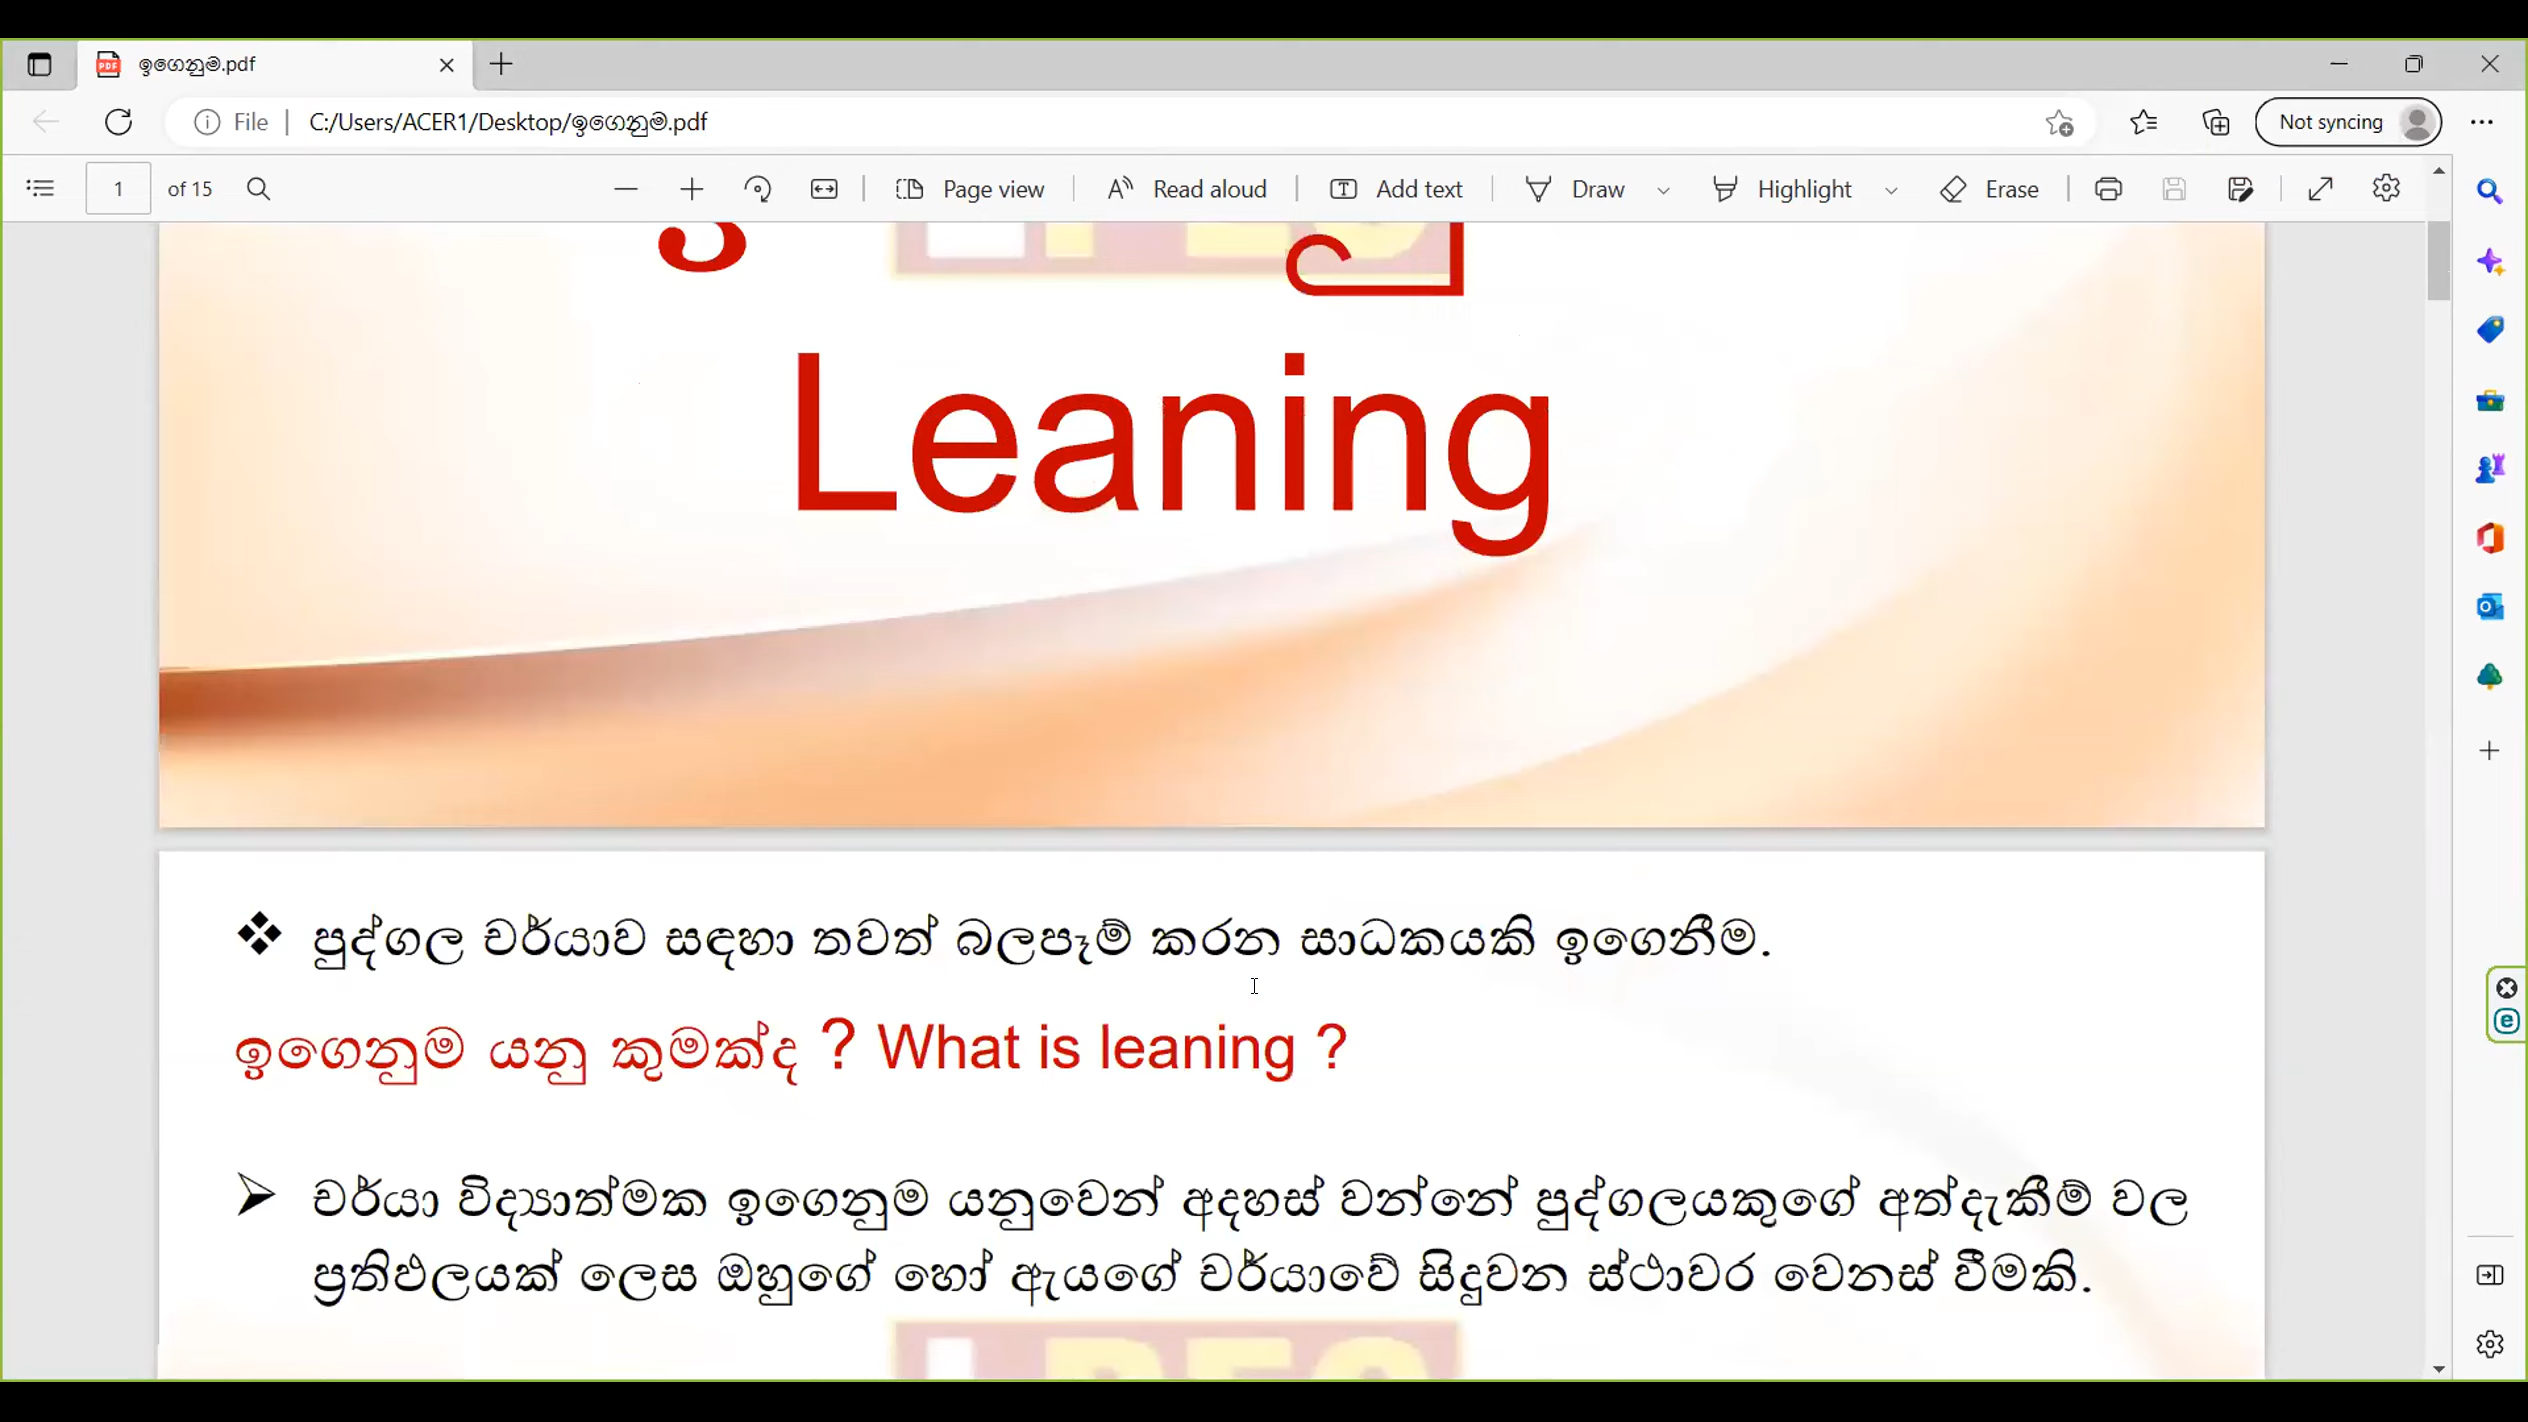 ඉගෙනුම.pdf
File C:/Users/ACER1/Desktop/ඉගෙනුම.pdf Not syncing
1 of 15 Page view Read aloud Add text Draw Highlight Erase
Leaning
❖ පුද්ගල චර්යාව සඳහා තවත් බලපෑම් කරන සාධකයකි ඉගෙනීම.
ඉගෙනුම යනු කුමක්ද ? What is leaning ?
➢ චර්යා විද්‍යාත්මක ඉගෙනුම යනුවෙන් අදහස් වන්නේ පුද්ගලයකුගේ අත්දැකීම් වල
ප්‍රතිඵලයක් ලෙස ඔහුගේ හෝ ඇයගේ චර්යාවේ සිදුවන ස්ථාවර වෙනස් වීමකි.